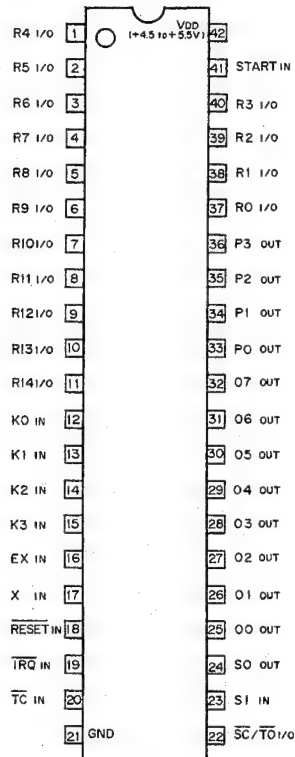 VDD
(+4.5 to +5.5V)
R4 I/O 1
R5 I/O 2
R6 I/O 3
R7 I/O 4
R8 I/O 5
R9 I/O 6
R10 I/O 7
R11 I/O 8
R12 I/O 9
R13 I/O 10
R14 I/O 11
K0 IN 12
K1 IN 13
K2 IN 14
K3 IN 15
EX IN 16
X IN 17
RESET IN 18
IRQ IN 19
TC IN 20
21 GND
42
41 START IN
40 R3 I/O
39 R2 I/O
38 R1 I/O
37 R0 I/O
36 P3 OUT
35 P2 OUT
34 P1 OUT
33 P0 OUT
32 O7 OUT
31 O6 OUT
30 O5 OUT
29 O4 OUT
28 O3 OUT
27 O2 OUT
26 O1 OUT
25 O0 OUT
24 SO OUT
23 SI IN
22 SC/TO I/O